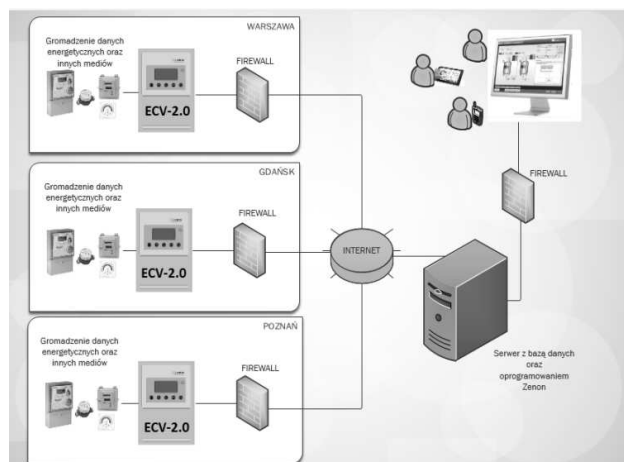 WARSZAWA
Gromadzenie danych
energetycznych oraz
innych mediów
FIREWALL
ECV-2.0
GDAŃSK
Gromadzenie danych
energetycznych oraz
innych mediów
FIREWALL
ECV-2.0
POZNAŃ
Gromadzenie danych
energetycznych oraz
innych mediów
FIREWALL
ECV-2.0
INTERNET
FIREWALL
Serwer z bazą danych
oraz
oprogramowaniem
Zenon